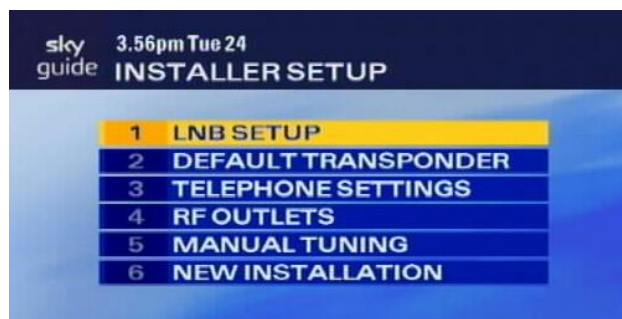 sky
guide
3.56pm Tue 24
INSTALLER SETUP
1 LNB SETUP
2 DEFAULT TRANSPONDER
3 TELEPHONE SETTINGS
4 RF OUTLETS
5 MANUAL TUNING
6 NEW INSTALLATION